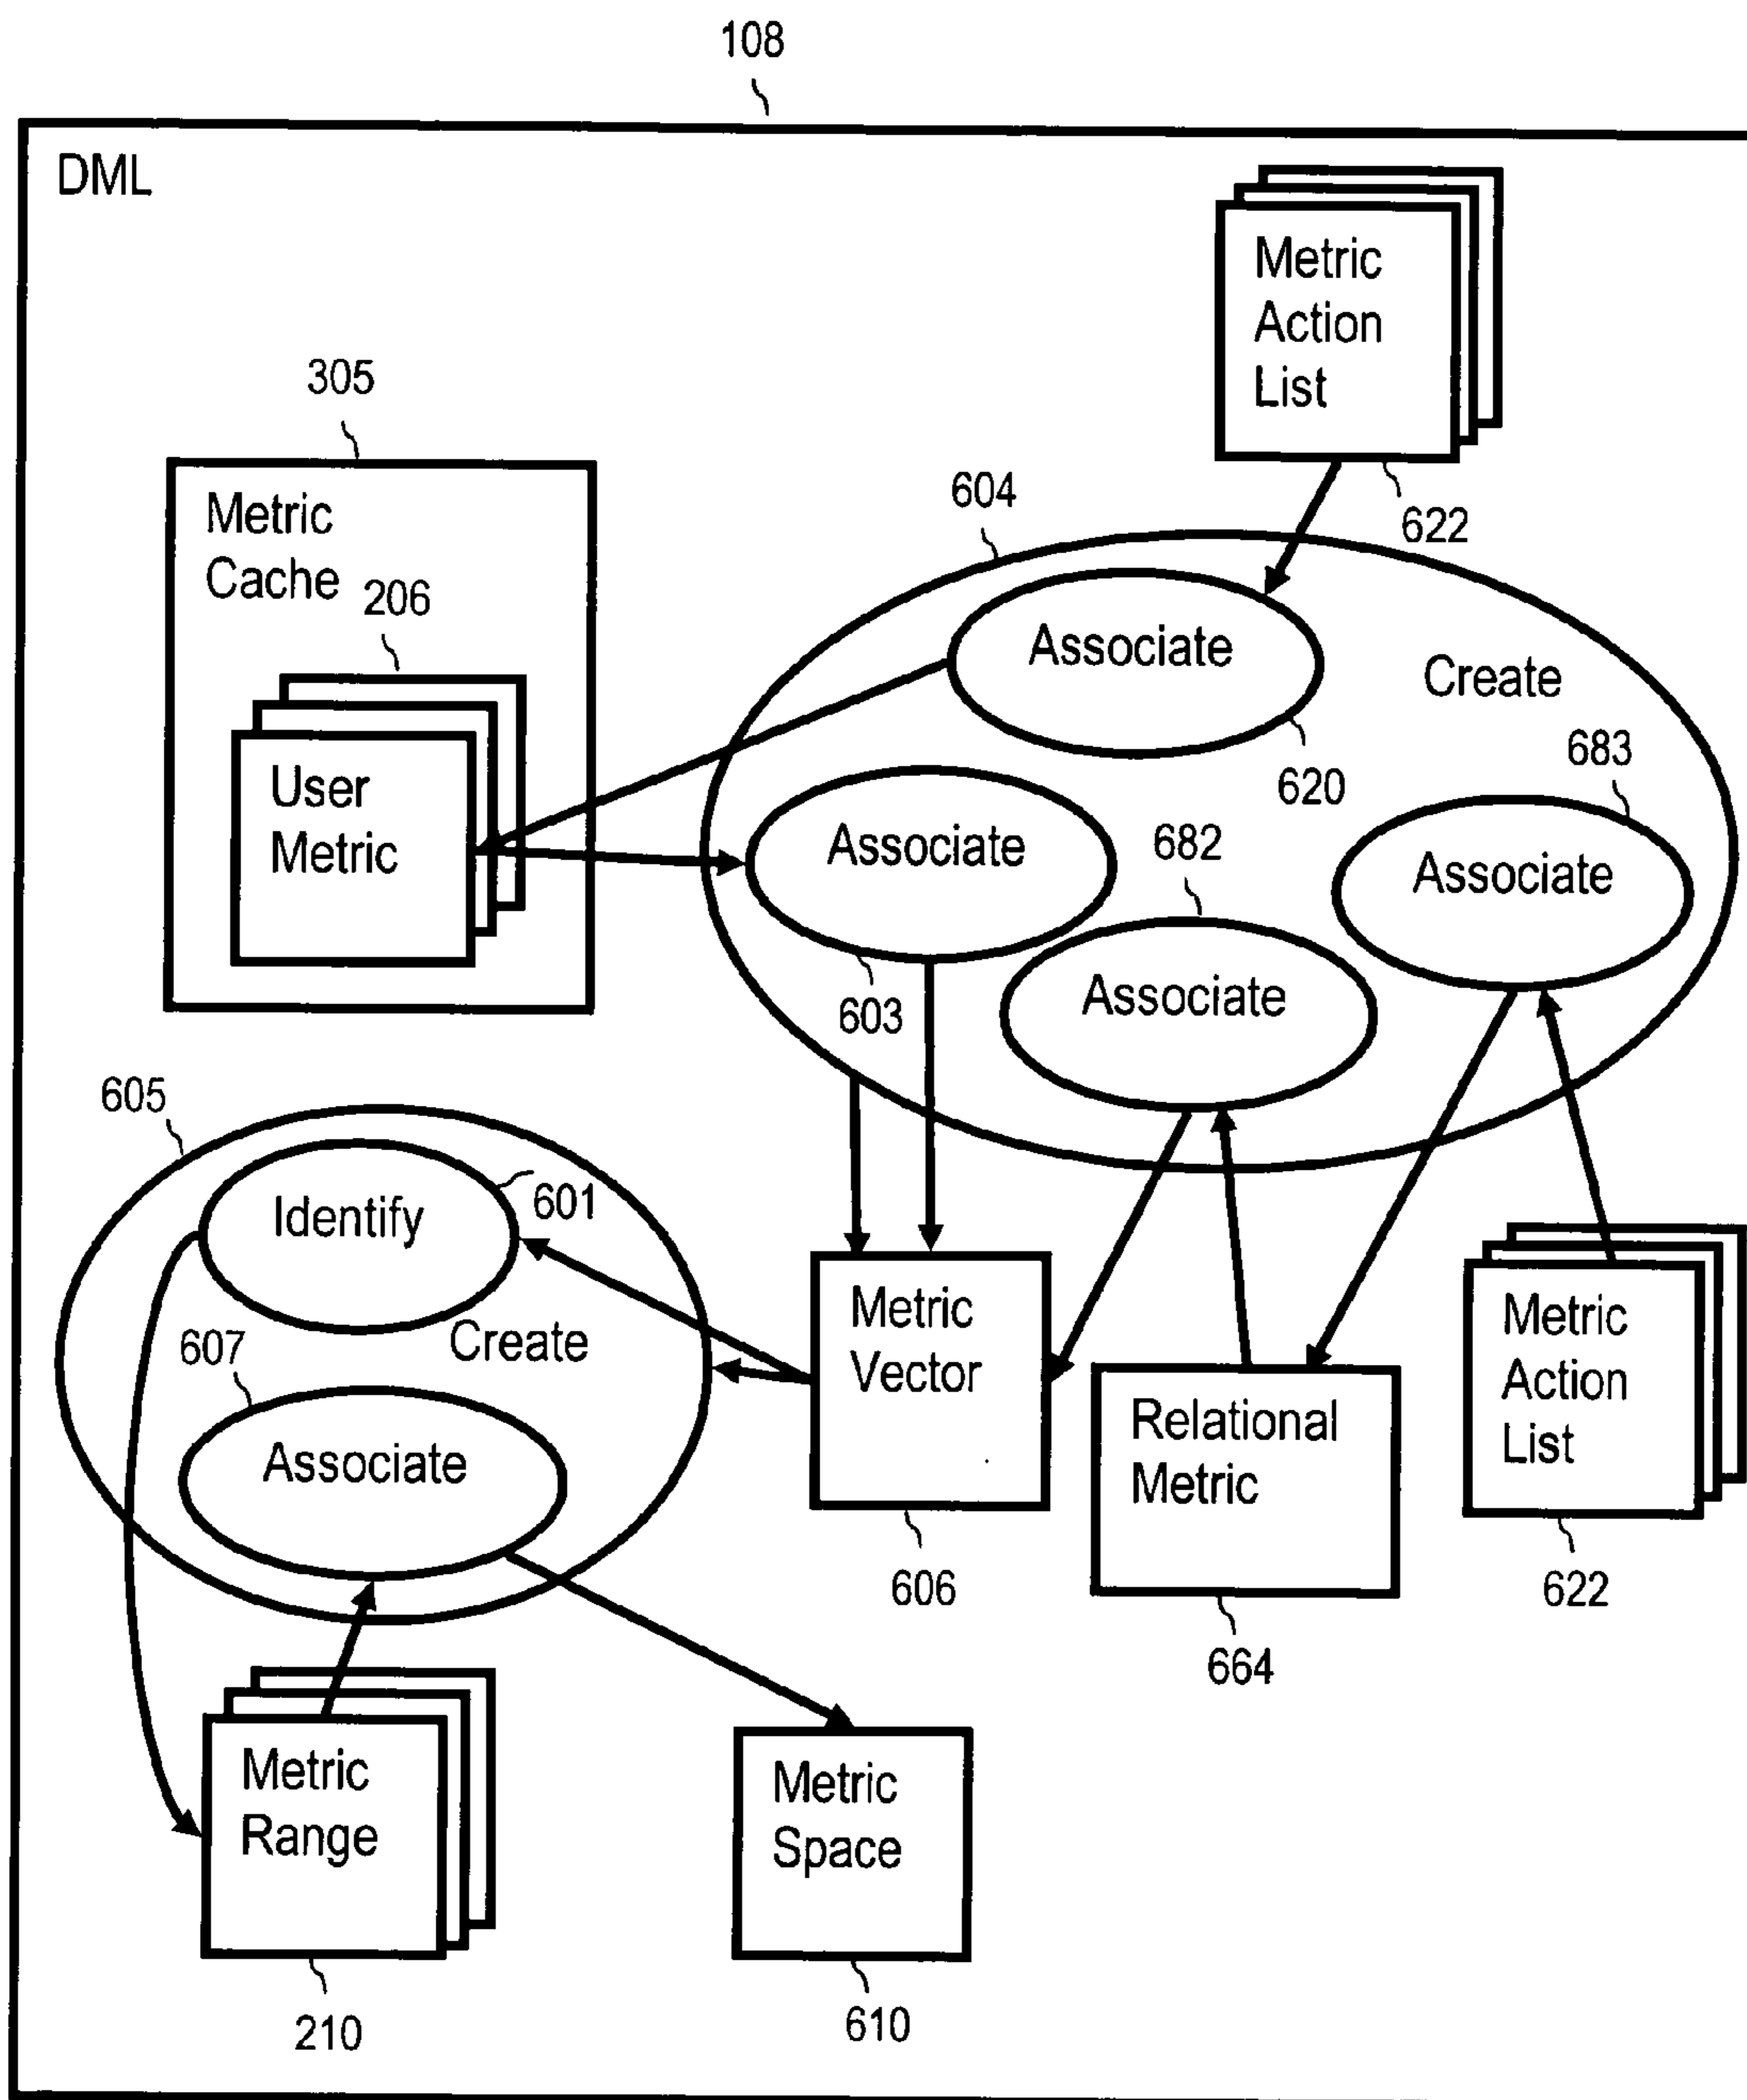 108
DML
Metric
Action
List
622
305
Metric
Cache
206
User
Metric
604
Associate
620
Create
683
Associate
603
682
Associate
Associate
605
Identify
601
Create
607
Associate
Metric
Vector
606
Relational
Metric
664
Metric
Action
List
622
Metric
Range
210
Metric
Space
610